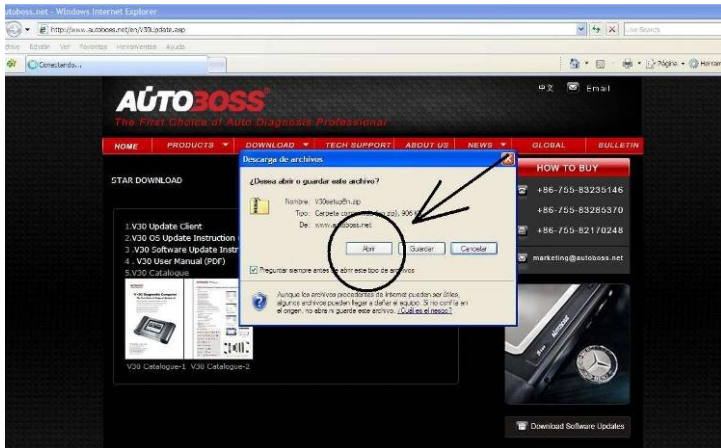 utoboss.net - Windows Internet Explorer
http://www.autoboss.net/en/v30update.asp
Live Search
Edición Ver Favoritos Herramientas Ayuda
Conectando...
Página
Herram
AUTOBOSS
The First Choice of Auto Diagnosis Professional
中文 Email
HOME PRODUCTS DOWNLOAD TECH SUPPORT ABOUT US NEWS GLOBAL BULLETIN
STAR DOWNLOAD
1.V30 Update Client
2.V30 OS Update Instruction
3 .V30 Software Update Instr
4 . V30 User Manual (PDF)
5.V30 Catalogue
V30 Catalogue-1 V30 Catalogue-2
Descarga de archivos
¿Desea abrir o guardar este archivo?
Nombre: V30setupEn.zip
Tipo: Carpeta 906
De: www.autoboss.net
Abrir Guardar Cancelar
Preguntar siempre antes de abrir este tipo de archivos
Aunque los archivos procedentes de Internet pueden ser útiles,
algunos archivos pueden llegar a dañar el equipo. Si no confía en
el origen, no abra ni guarde este archivo. ¿Cuál es el riesgo?
HOW TO BUY
+86-755-83235146
+86-755-83285370
+86-755-82170248
marketing@autoboss.net
Download Software Updates